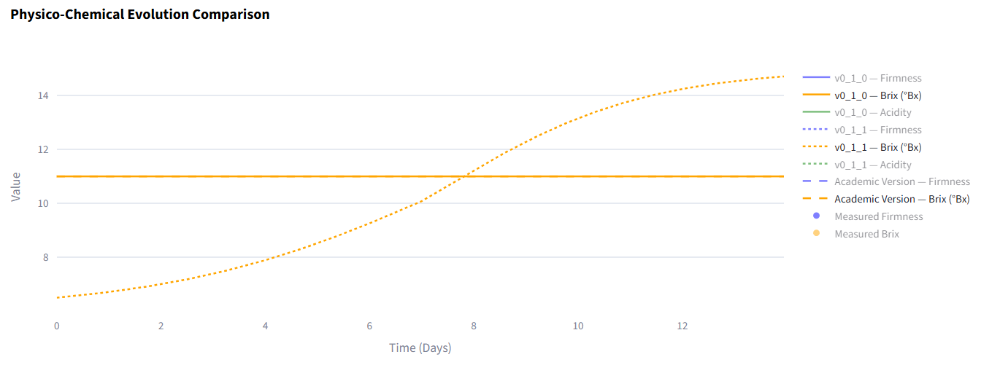 Physico-Chemical Evolution Comparison
v0_1_0 — Firmness
14
v0_1_0 — Brix (°Bx)
v0_1_0 — Acidity
v0_1_1 — Firmness
12
v0_1_1 — Brix (°Bx)
v0_1_1 — Acidity
Value
Academic Version — Firmness
10
Academic Version — Brix (°Bx)
Measured Firmness
Measured Brix
8
0 2 4 6 8 10 12
Time (Days)